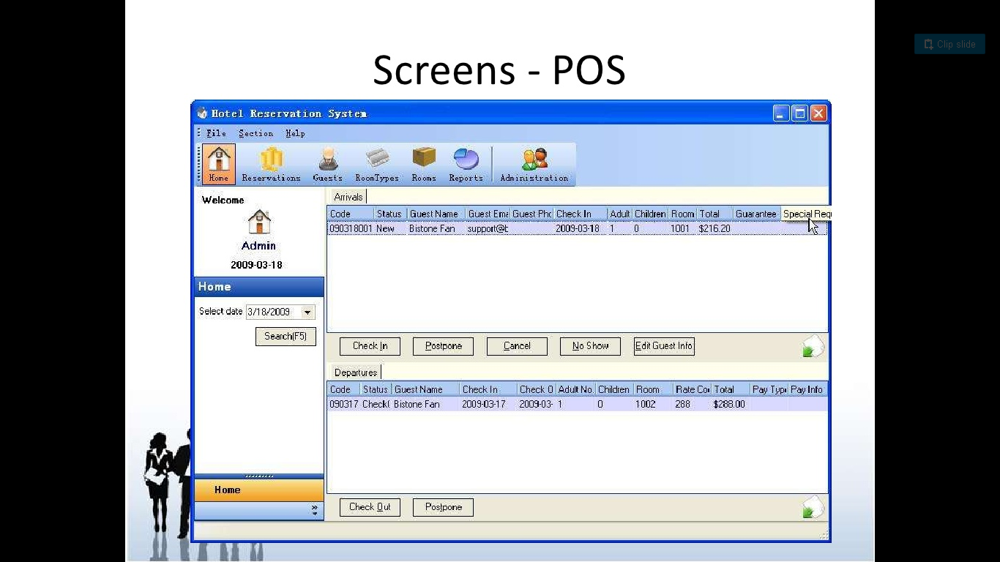 Clip slide
Screens - POS
Hotel Reservation System
File Section Help
Home Reservations Guests RoomTypes Rooms Reports Administration
Welcome
Admin
2009-03-18
Home
Select date 3/18/2009
Search(F5)
Home
Arrivals
Code Status Guest Name Guest Ema Guest Pho Check In Adult Children Room Total Guarantee Special Requ
090318001 New Bistone Fan support@b 2009-03-18 1 0 1001 $216.20
Check In Postpone Cancel No Show Edit Guest Info
Departures
Code Status Guest Name Check In Check O Adult No. Children Room Rate Co Total Pay Typ Pay Info
090317 Check( Bistone Fan 2009-03-17 2009-03- 1 0 1002 288 $288.00
Check Out Postpone